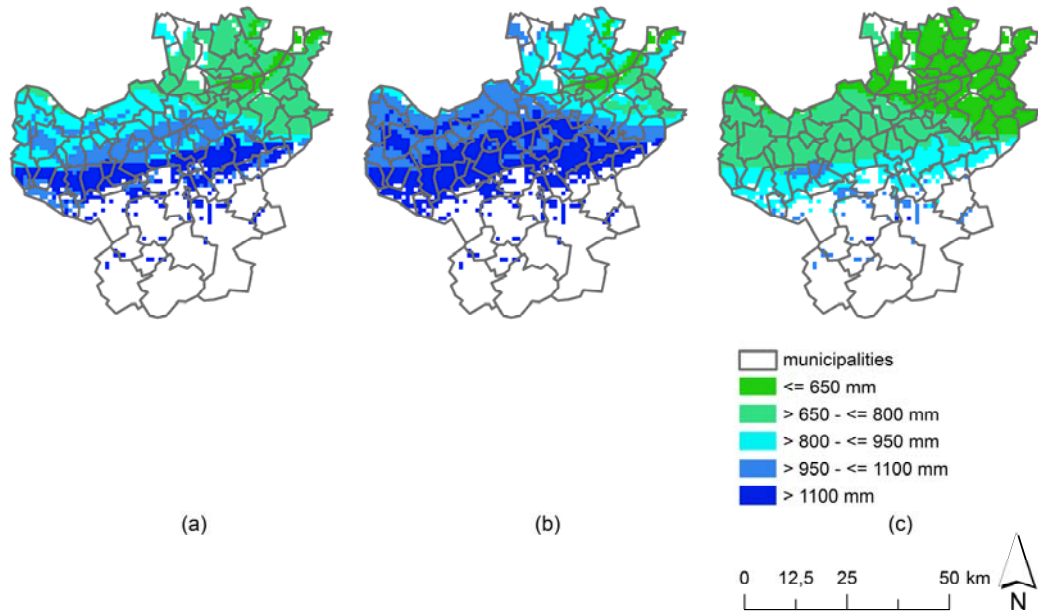 municipalities
<= 650 mm
> 650 - <= 800 mm
> 800 - <= 950 mm
> 950 - <= 1100 mm
> 1100 mm
(a) (b) (c)
0 12,5 25 50 km
N